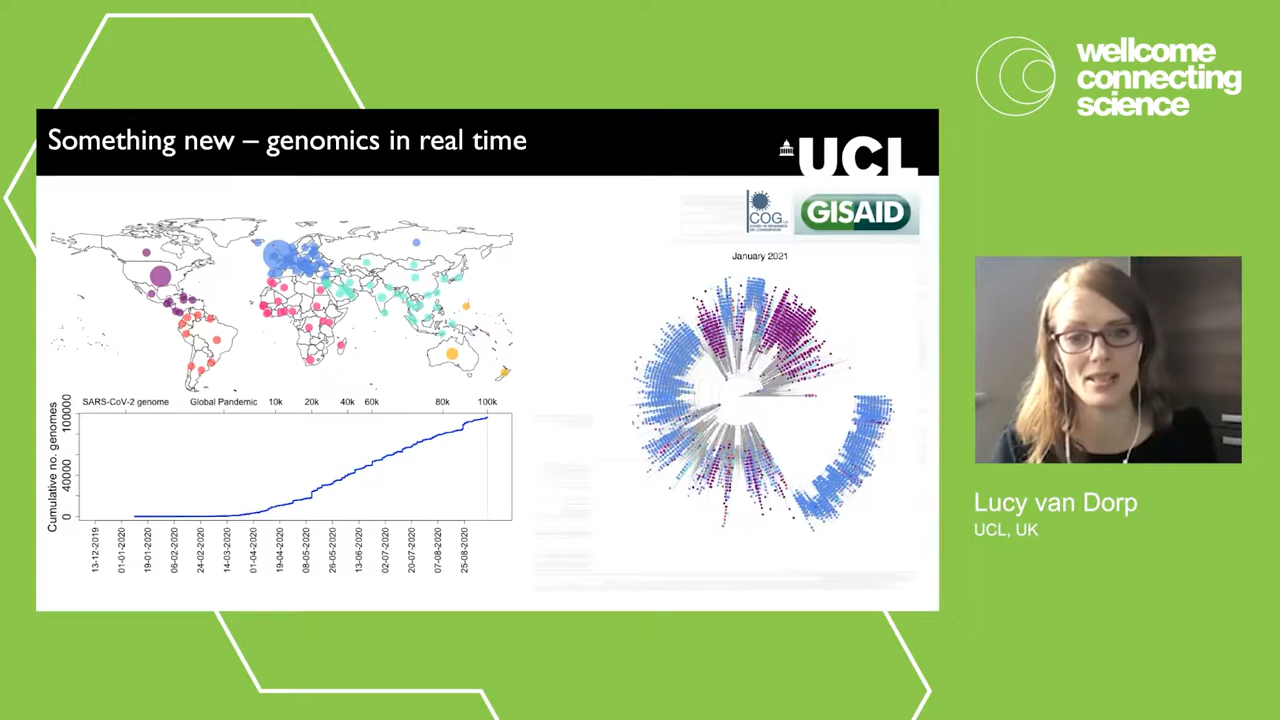 wellcome
connecting
science
Something new – genomics in real time
UCL
COG
GISAID
January 2021
SARS-CoV-2 genome
Global Pandemic
10k
20k
40k
60k
80k
100k
Cumulative no. genomes
0
40000
100000
13-12-2019
01-01-2020
19-01-2020
06-02-2020
24-02-2020
14-03-2020
01-04-2020
19-04-2020
08-05-2020
26-05-2020
13-06-2020
02-07-2020
20-07-2020
07-08-2020
25-08-2020
Lucy van Dorp
UCL, UK